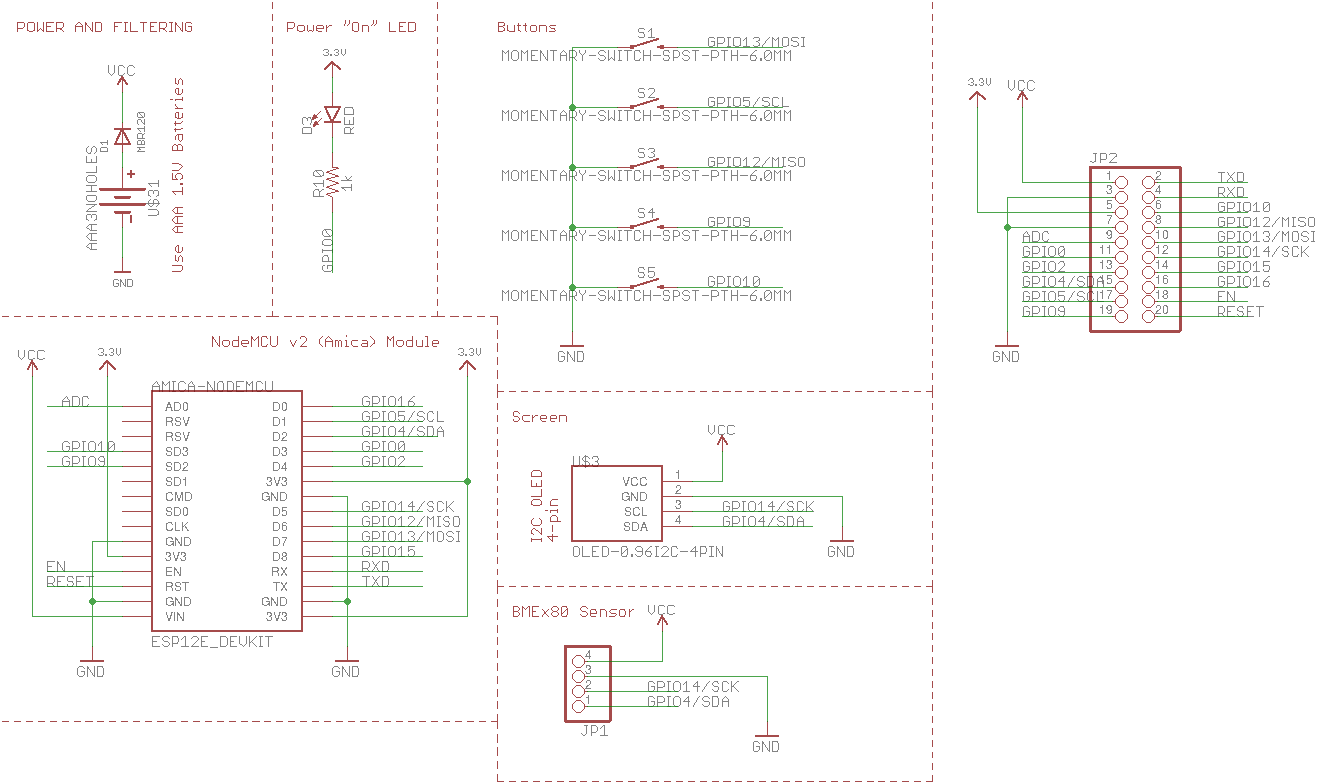 POWER AND FILTERING
VCC
D1
MBR120
AAA3NOHOLES
+
-
U$31
Use AAA 1.5V Batteries
GND
Power "On" LED
3.3V
D3
RED
R10
1k
GPIO0
Buttons
S1
GPIO13/MOSI
MOMENTARY-SWITCH-SPST-PTH-6.0MM
S2
GPIO5/SCL
MOMENTARY-SWITCH-SPST-PTH-6.0MM
S3
GPIO12/MISO
MOMENTARY-SWITCH-SPST-PTH-6.0MM
S4
GPIO9
MOMENTARY-SWITCH-SPST-PTH-6.0MM
S5
GPIO10
MOMENTARY-SWITCH-SPST-PTH-6.0MM
GND
3.3V
VCC
JP2
1 2 TXD
3 4 RXD
5 6 GPIO10
7 8 GPIO12/MISO
ADC 9 10 GPIO13/MOSI
GPIO0 11 12 GPIO14/SCK
GPIO2 13 14 GPIO15
GPIO4/SDA 15 16 GPIO16
GPIO5/SCL 17 18 EN
GPIO9 19 20 RESET
GND
NodeMCU v2 (Amica) Module
VCC
3.3V
3.3V
AMICA-NODEMCU
ADC AD0 D0 GPIO16
RSV D1 GPIO5/SCL
RSV D2 GPIO4/SDA
GPIO10 SD3 D3 GPIO0
GPIO9 SD2 D4 GPIO2
SD1 3V3
CMD GND
SD0 D5 GPIO14/SCK
CLK D6 GPIO12/MISO
GND D7 GPIO13/MOSI
3V3 D8 GPIO15
EN EN RX RXD
RESET RST TX TXD
GND GND
VIN 3V3
ESP12E_DEVKIT
GND
GND
Screen
VCC
U$3
I2C OLED
4-pin
VCC 1
GND 2
SCL 3 GPIO14/SCK
SDA 4 GPIO4/SDA
OLED-0.96I2C-4PIN
GND
BMEx80 Sensor
VCC
4
3
2 GPIO14/SCK
1 GPIO4/SDA
JP1
GND